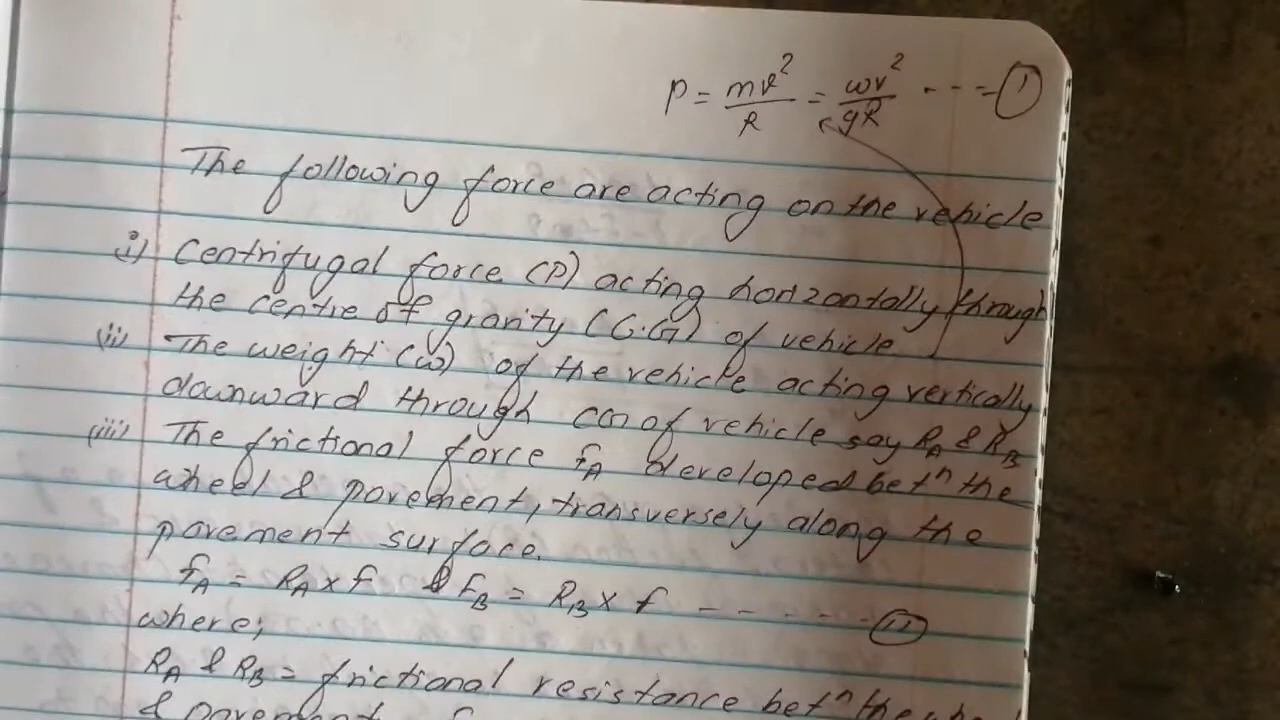 P = mv²/R = wv²/gR ---- ①
The following force are acting on the vehicle
i) Centrifugal force (P) acting horizontally through
the centre of gravity (C.G) of vehicle
(ii) The weight (w) of the vehicle acting vertically
downward through CG of vehicle say RA & RB
(iii) The frictional force fA developed betⁿ the
wheel & pavement, transversely along the
pavement surface.
fA = RA x f & FB = RB x f ------ ⑪
where;
RA & RB = frictional resistance betⁿ the
& pavement